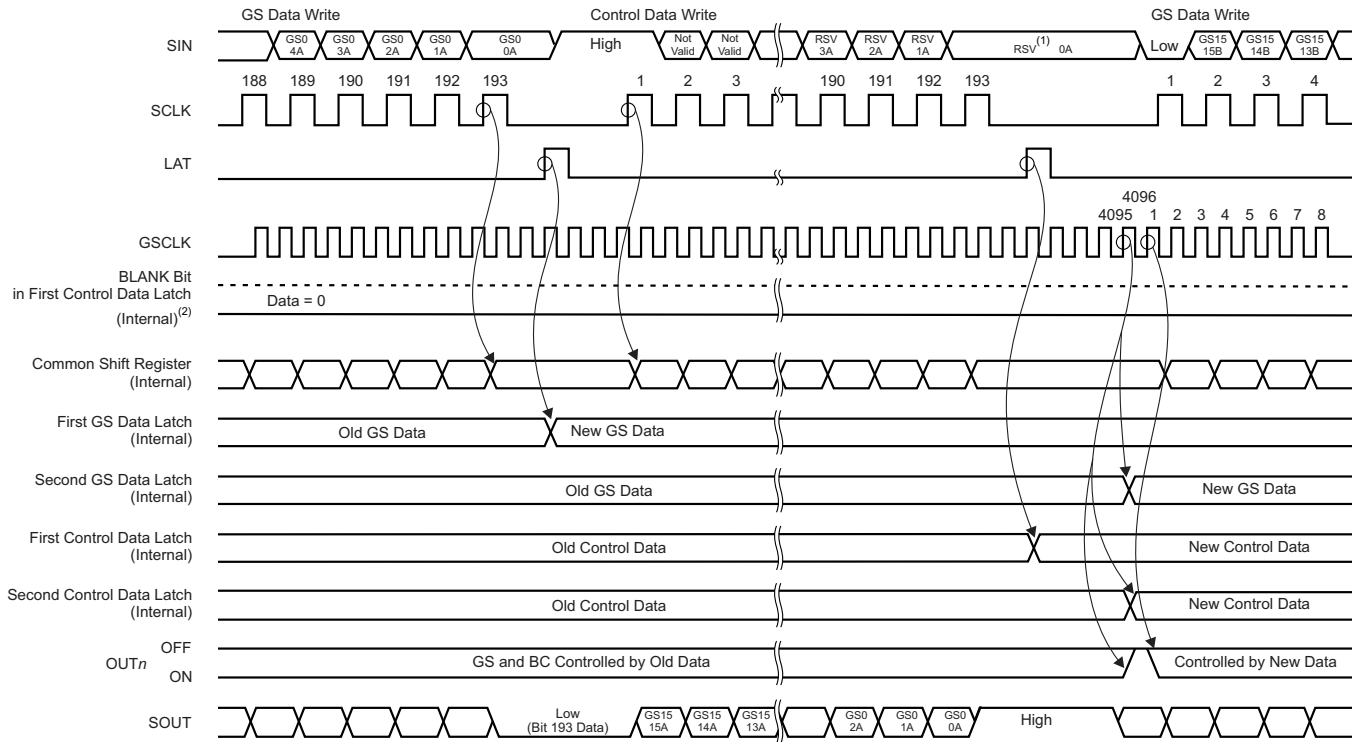 GS Data Write
Control Data Write
GS Data Write
SIN
GS0 4A
GS0 3A
GS0 2A
GS0 1A
GS0 0A
High
Not Valid
Not Valid
RSV 3A
RSV 2A
RSV 1A
RSV(1) 0A
Low
GS15 15B
GS15 14B
GS15 13B
188 189 190 191 192 193 1 2 3 190 191 192 193 1 2 3 4
SCLK
LAT
4096
4095 1 2 3 4 5 6 7 8
GSCLK
BLANK Bit
in First Control Data Latch
(Internal)(2)
Data = 0
Common Shift Register
(Internal)
First GS Data Latch
(Internal)
Old GS Data
New GS Data
Second GS Data Latch
(Internal)
Old GS Data
New GS Data
First Control Data Latch
(Internal)
Old Control Data
New Control Data
Second Control Data Latch
(Internal)
Old Control Data
New Control Data
OFF
OUTn
ON
GS and BC Controlled by Old Data
Controlled by New Data
SOUT
Low
(Bit 193 Data)
GS15 15A
GS15 14A
GS15 13A
GS0 2A
GS0 1A
GS0 0A
High